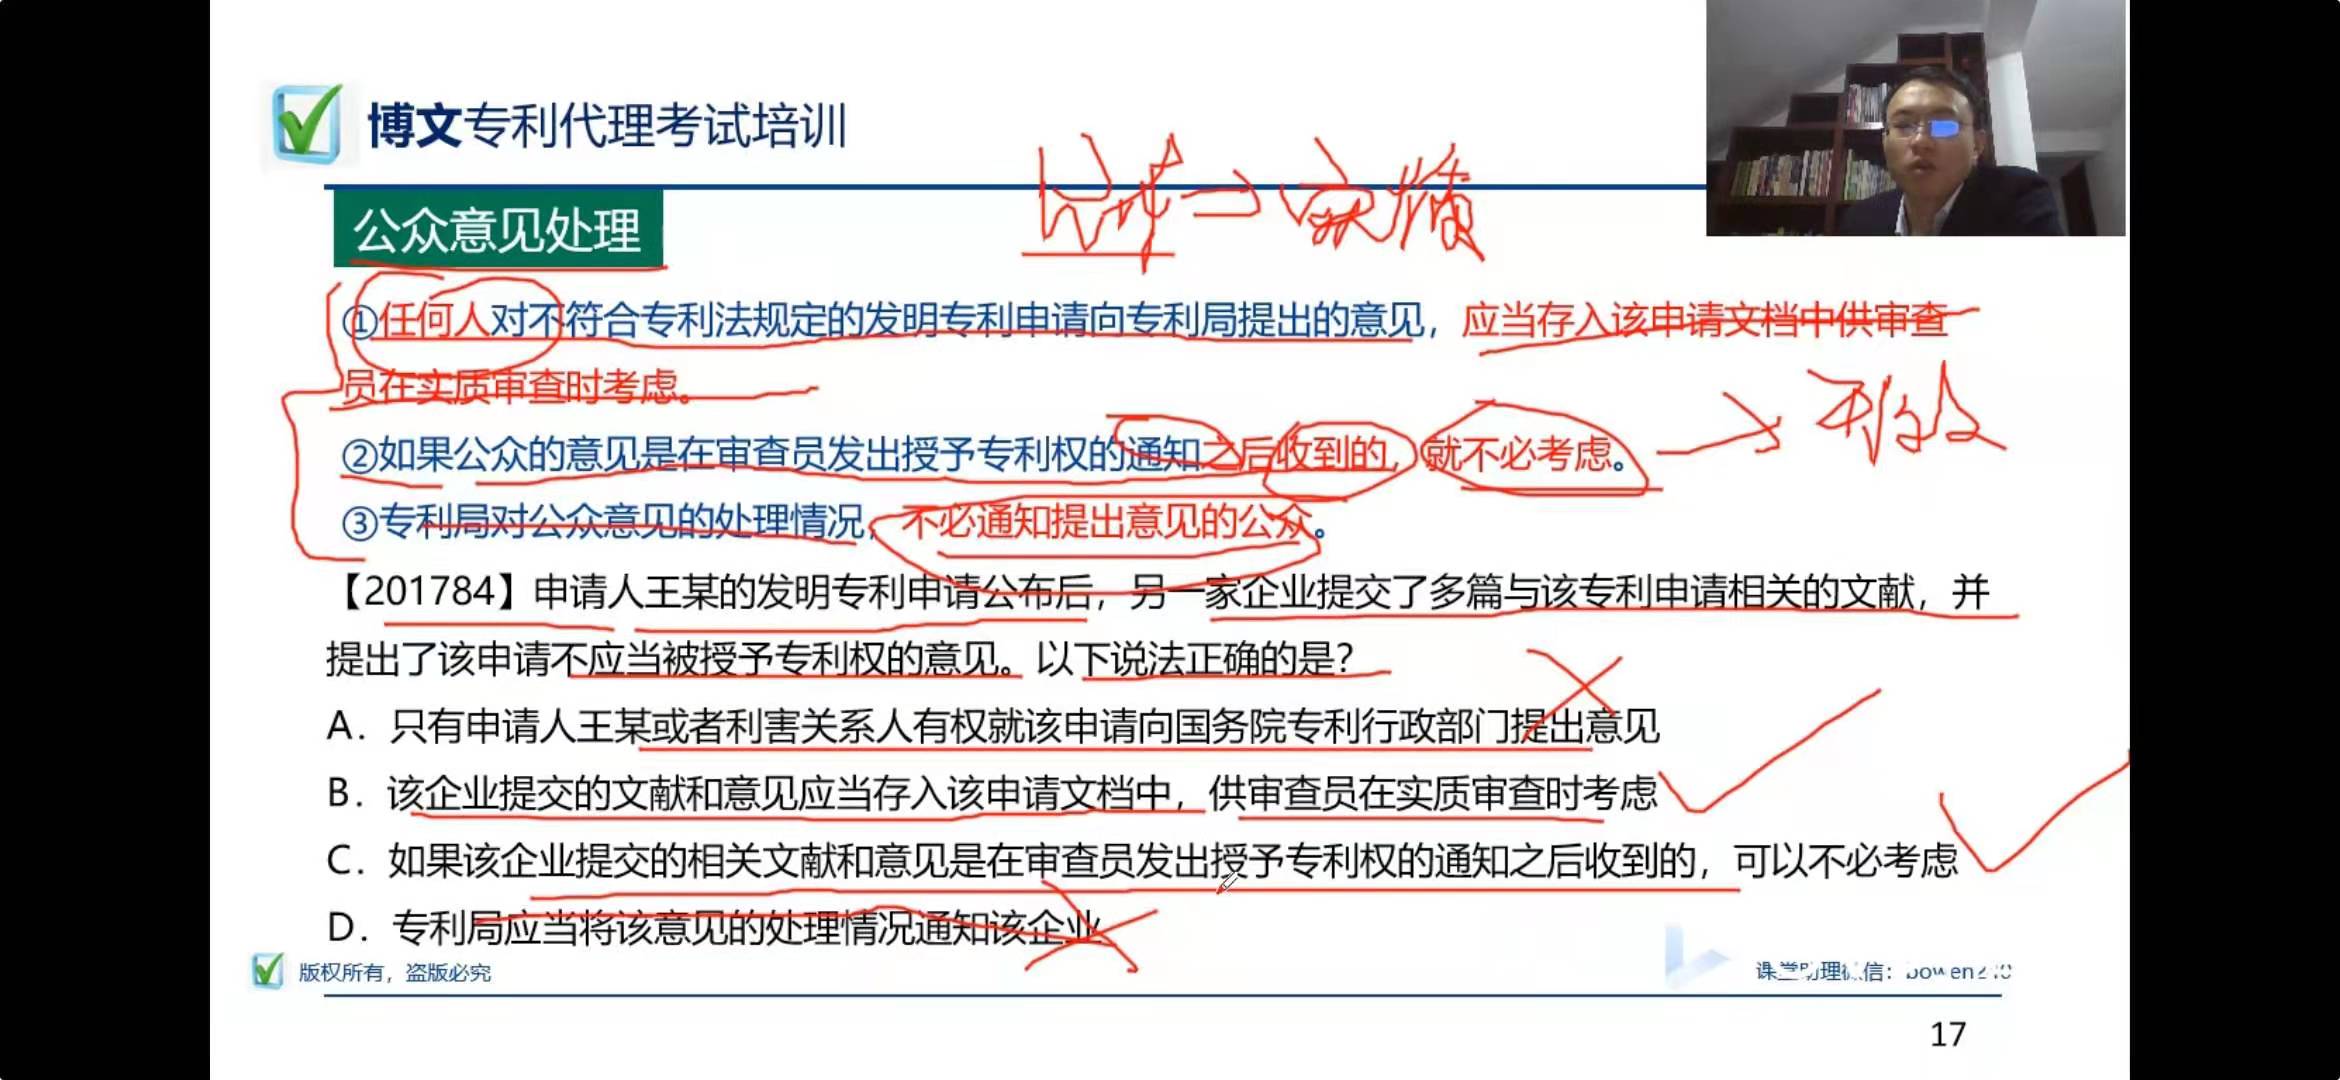 博文专利代理考试培训
公众意见处理
①任何人对不符合专利法规定的发明专利申请向专利局提出的意见，应当存入该申请文档中供审查
员在实质审查时考虑。
②如果公众的意见是在审查员发出授予专利权的通知之后收到的，就不必考虑。
③专利局对公众意见的处理情况，不必通知提出意见的公众。
【201784】申请人王某的发明专利申请公布后，另一家企业提交了多篇与该专利申请相关的文献，并
提出了该申请不应当被授予专利权的意见。以下说法正确的是？
A．只有申请人王某或者利害关系人有权就该申请向国务院专利行政部门提出意见
B．该企业提交的文献和意见应当存入该申请文档中，供审查员在实质审查时考虑
C．如果该企业提交的相关文献和意见是在审查员发出授予专利权的通知之后收到的，可以不必考虑
D．专利局应当将该意见的处理情况通知该企业
版权所有，盗版必究
课堂助理微信：
17